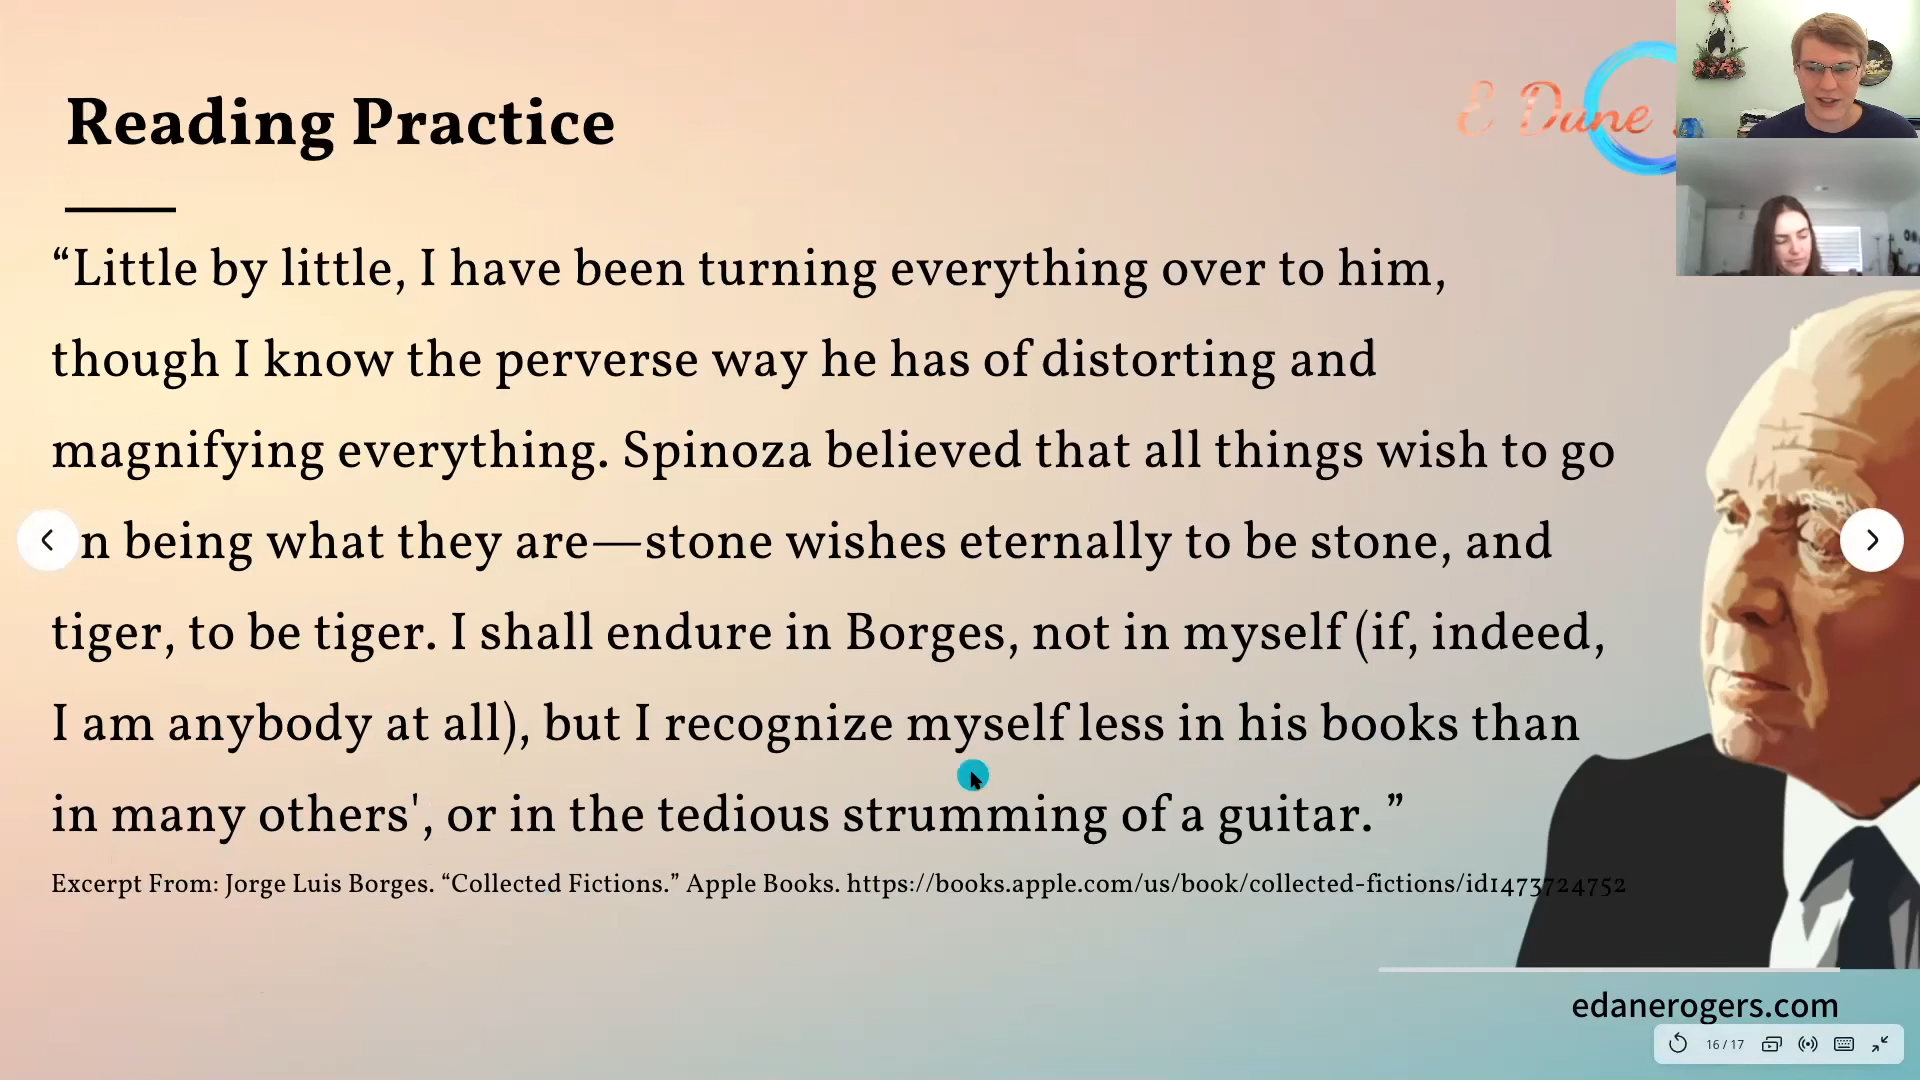 Reading Practice
E Dane
“Little by little, I have been turning everything over to him,
though I know the perverse way he has of distorting and
magnifying everything. Spinoza believed that all things wish to go
n being what they are—stone wishes eternally to be stone, and
tiger, to be tiger. I shall endure in Borges, not in myself (if, indeed,
I am anybody at all), but I recognize myself less in his books than
in many others', or in the tedious strumming of a guitar. ”
Excerpt From: Jorge Luis Borges. “Collected Fictions.” Apple Books. https://books.apple.com/us/book/collected-fictions/id1473724752
edanerogers.com
16 / 17